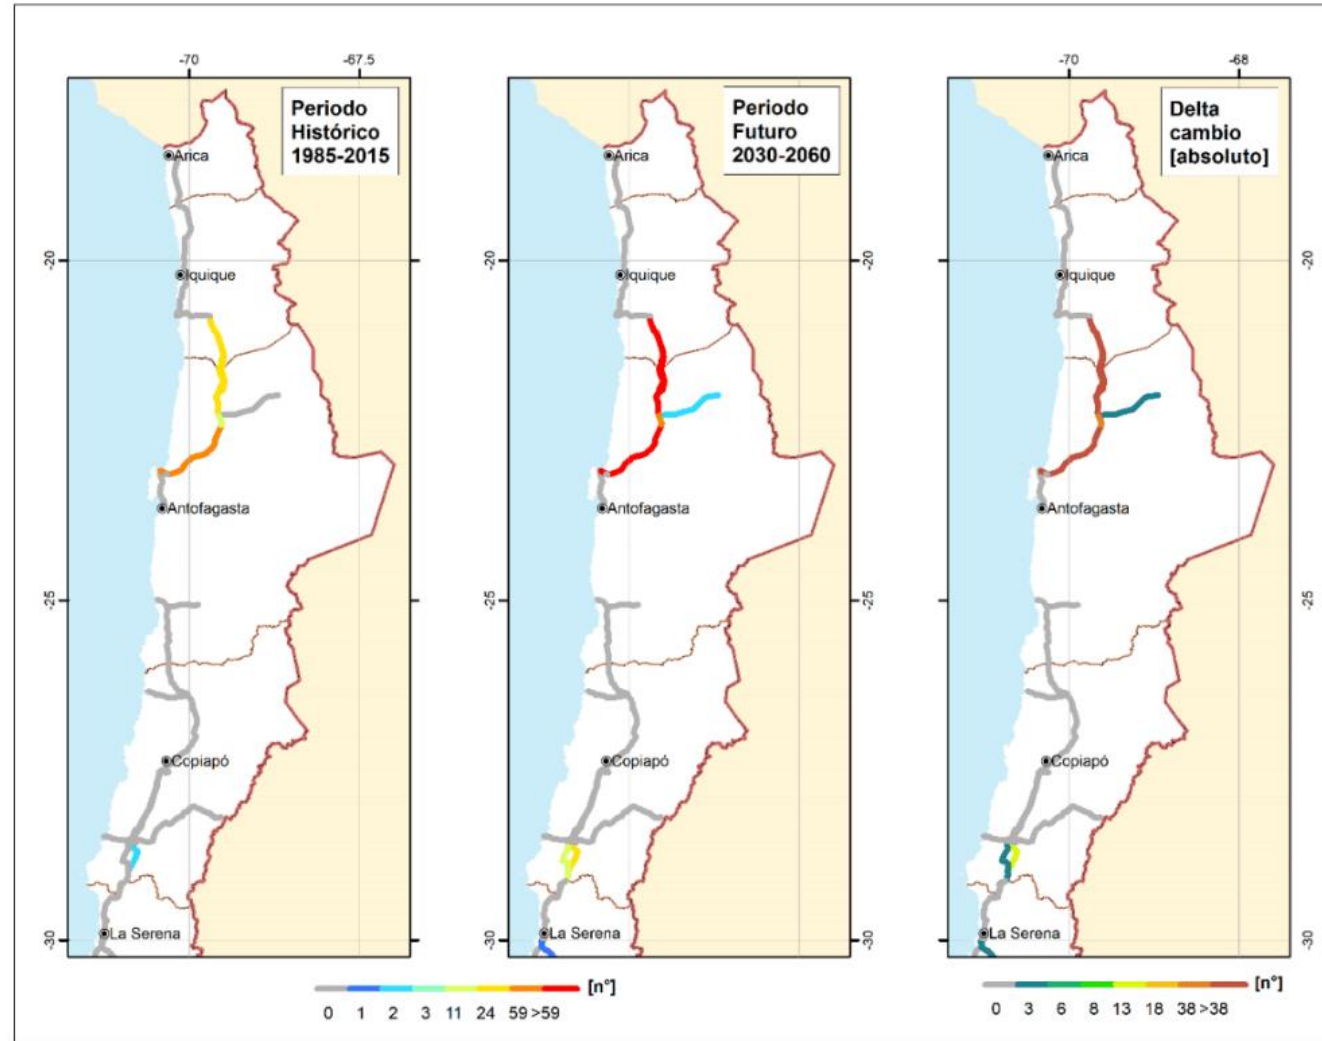 -70
-67.5
-70
-68
Periodo
Histórico
1985-2015
Periodo
Futuro
2030-2060
Delta
cambio
[absoluto]
Arica
Arica
Arica
-20
-20
-20
-20
Iquique
Iquique
Iquique
Antofagasta
Antofagasta
Antofagasta
-25
-25
-25
-25
Copiapó
Copiapó
Copiapó
La Serena
La Serena
La Serena
-30
-30
-30
-30
[n°]
0 1 2 3 11 24 59 >59
[n°]
0 3 6 8 13 18 38 >38